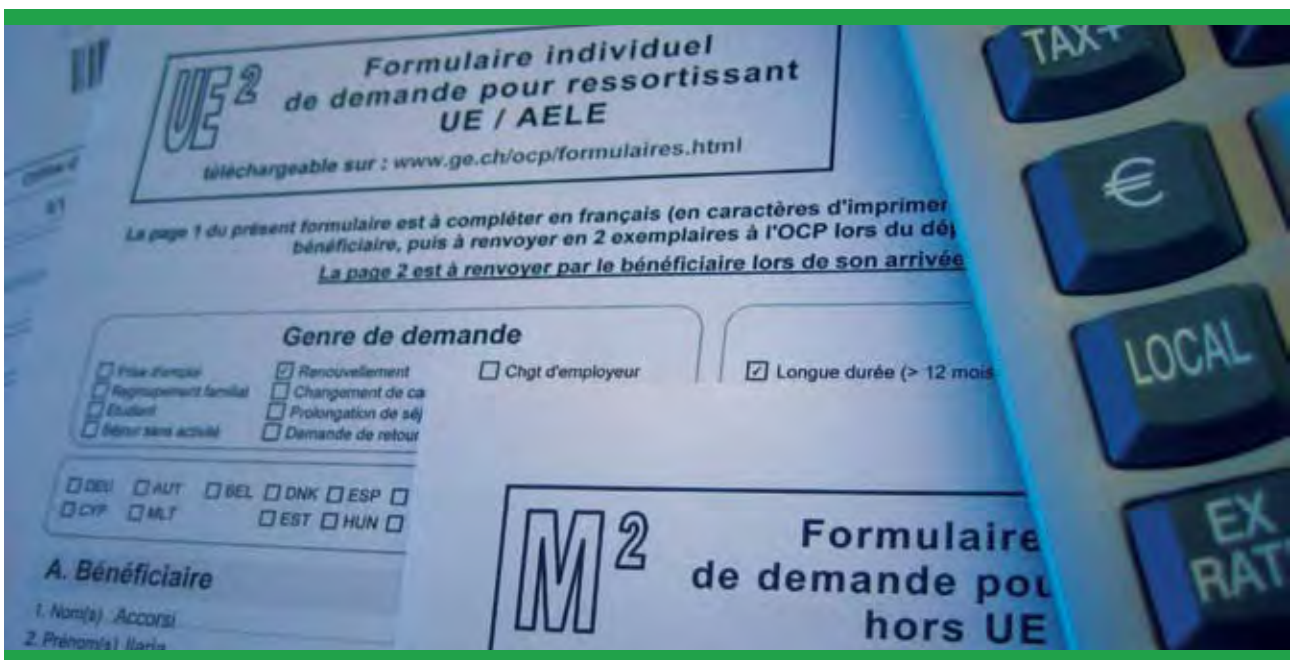 UE²
Formulaire individuel
de demande pour ressortissant
UE / AELE
téléchargeable sur : www.ge.ch/ocp/formulaires.html
La page 1 du présent formulaire est à compléter en français (en caractères d'imprimer
bénéficiaire, puis à renvoyer en 2 exemplaires à l'OCP lors du
La page 2 est à renvoyer par le bénéficiaire lors de son arrivée
Genre de demande
Prise d'emploi
Renouvellement
Chgt d'employeur
Longue durée (> 12 mois
Regroupement familial
Changement de ca
Etudiant
Prolongation de séj
Séjour sans activité
Demande de retour
DEU AUT BEL DNK ESP
CYP MLT EST HUN
A. Bénéficiaire
1. Nom(s) Accorsi
2. Prénom(s) Ilaria
M²
Formulaire
de demande pou
hors UE
TAX+
€
LOCAL
EX
RAT